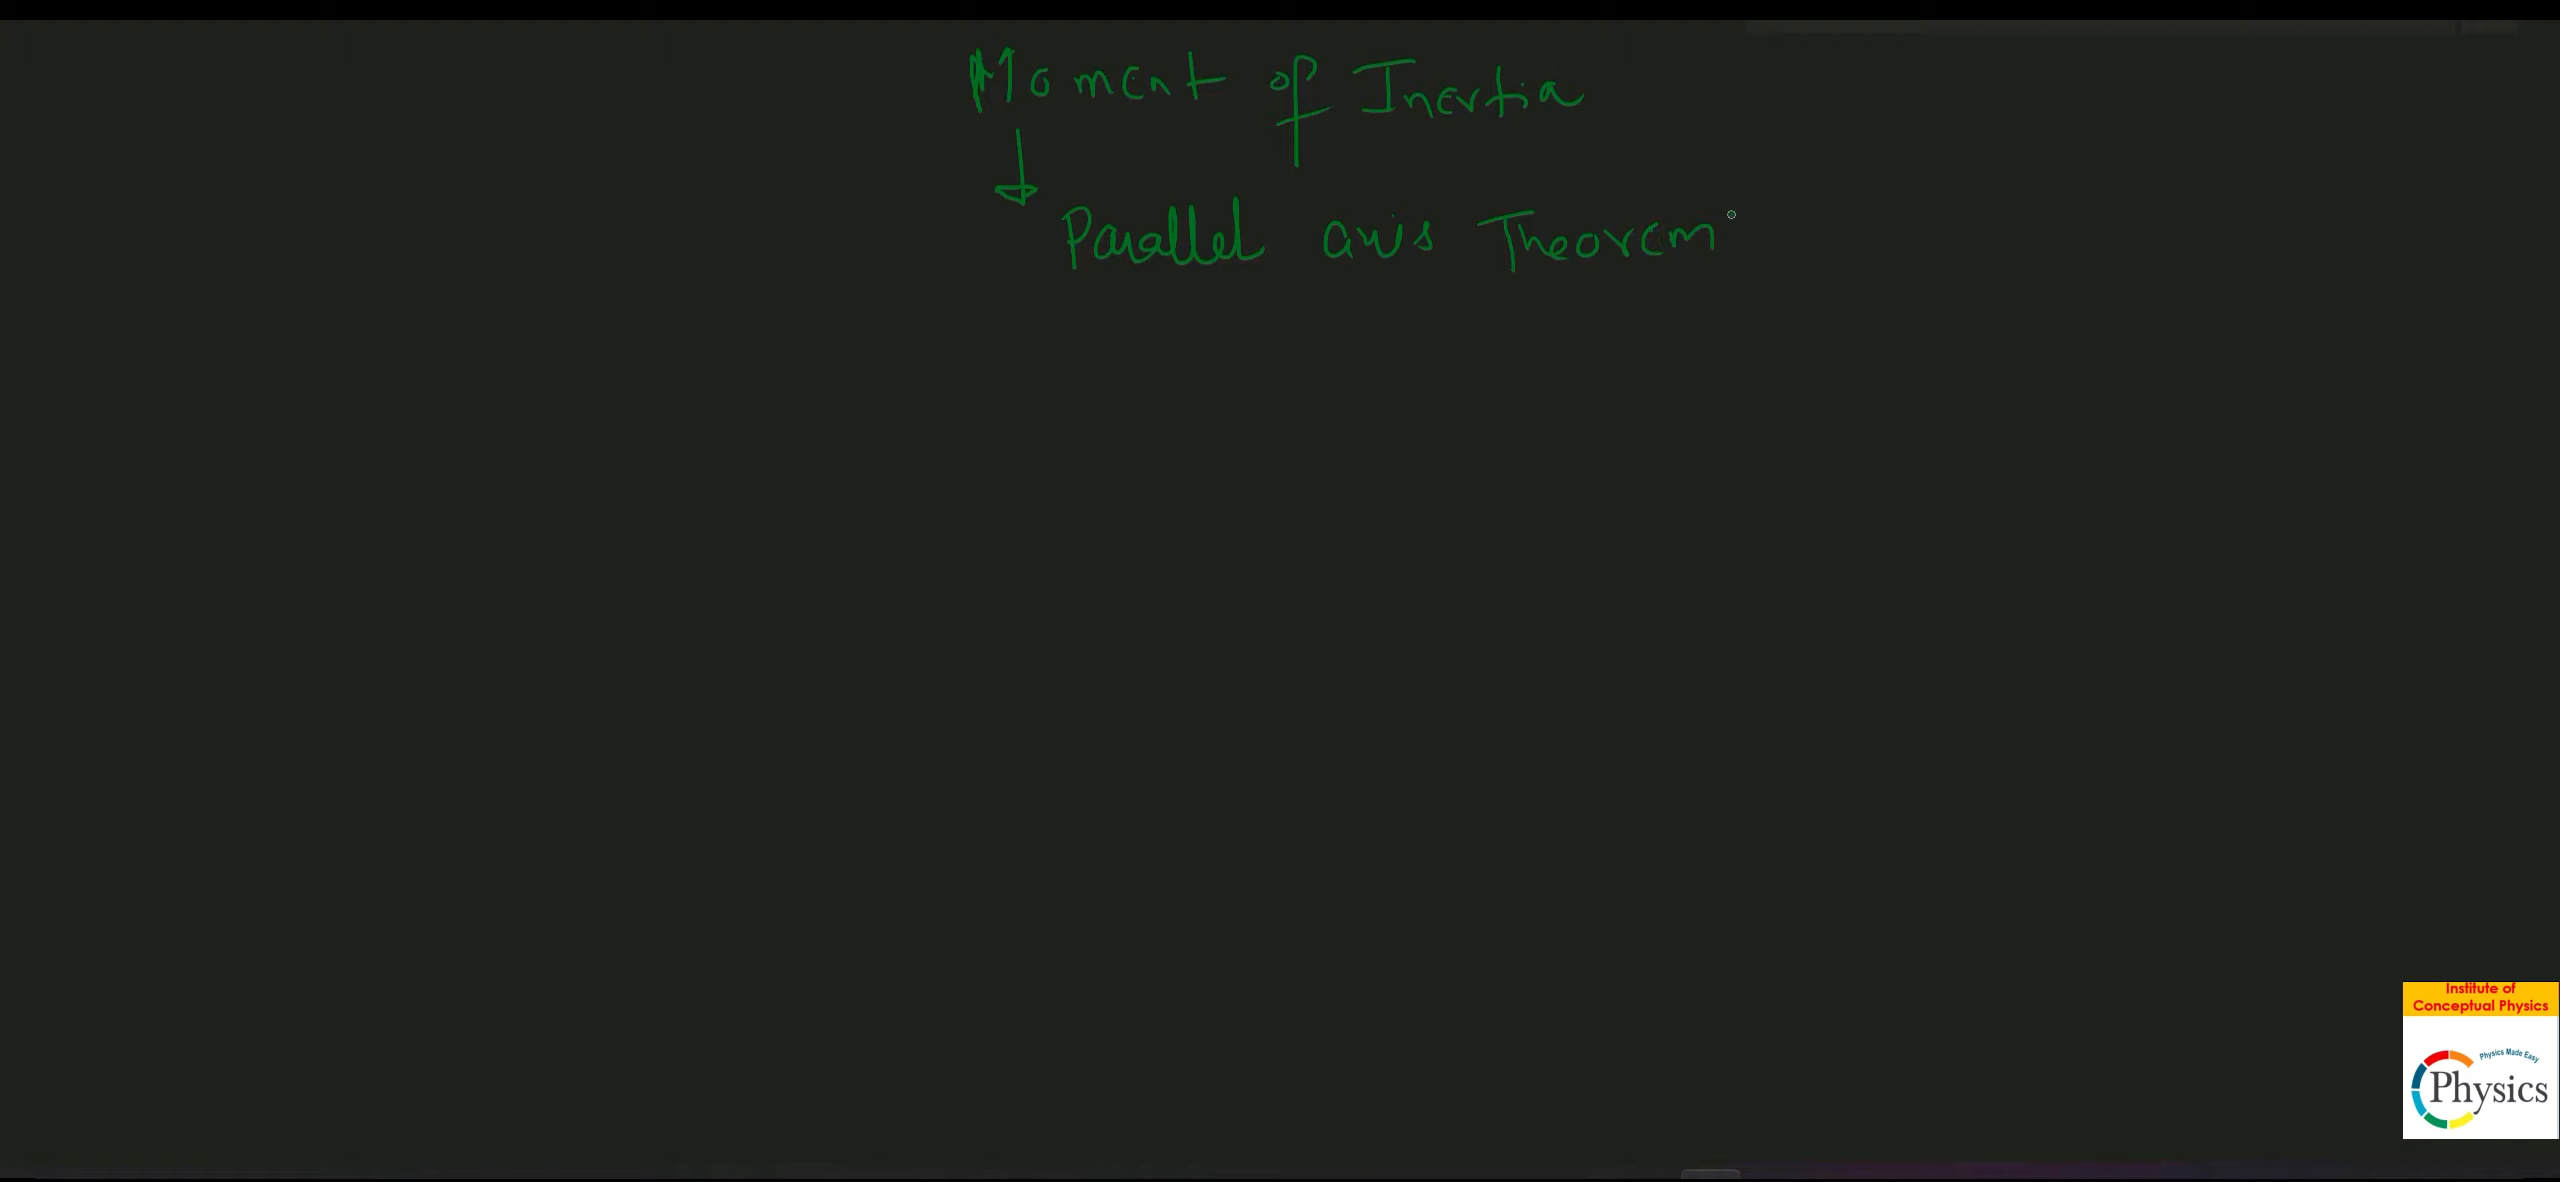 Moment of Inertia
Parallel axis Theorem
Institute of
Conceptual Physics
Physics Made Easy
Physics